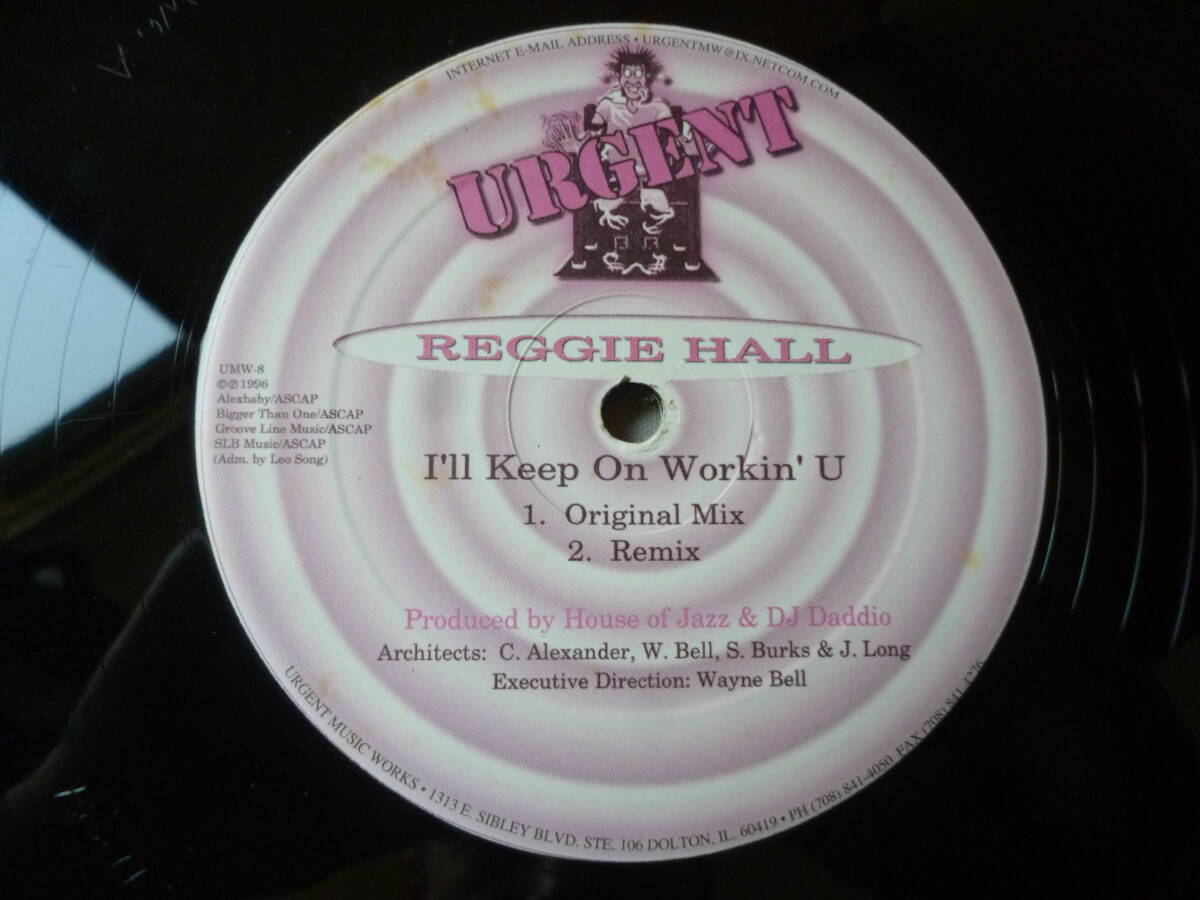 INTERNET E-MAIL ADDRESS • URGENTMW@IX.NETCOM.COM
URGENT
REGGIE HALL
UMW-8
©℗ 1996
Alexbaby/ASCAP
Bigger Than One/ASCAP
Groove Line Music/ASCAP
SLB Music/ASCAP
(Adm. by Leo Song)
I'll Keep On Workin' U
1. Original Mix
2. Remix
Produced by House of Jazz & DJ Daddio
Architects: C. Alexander, W. Bell, S. Burks & J. Long
Executive Direction: Wayne Bell
URGENT MUSIC WORKS • 1313 E. SIBLEY BLVD. STE. 106 DOLTON, IL. 60419 • PH (708) 841-4050 FAX (708) 841-4276